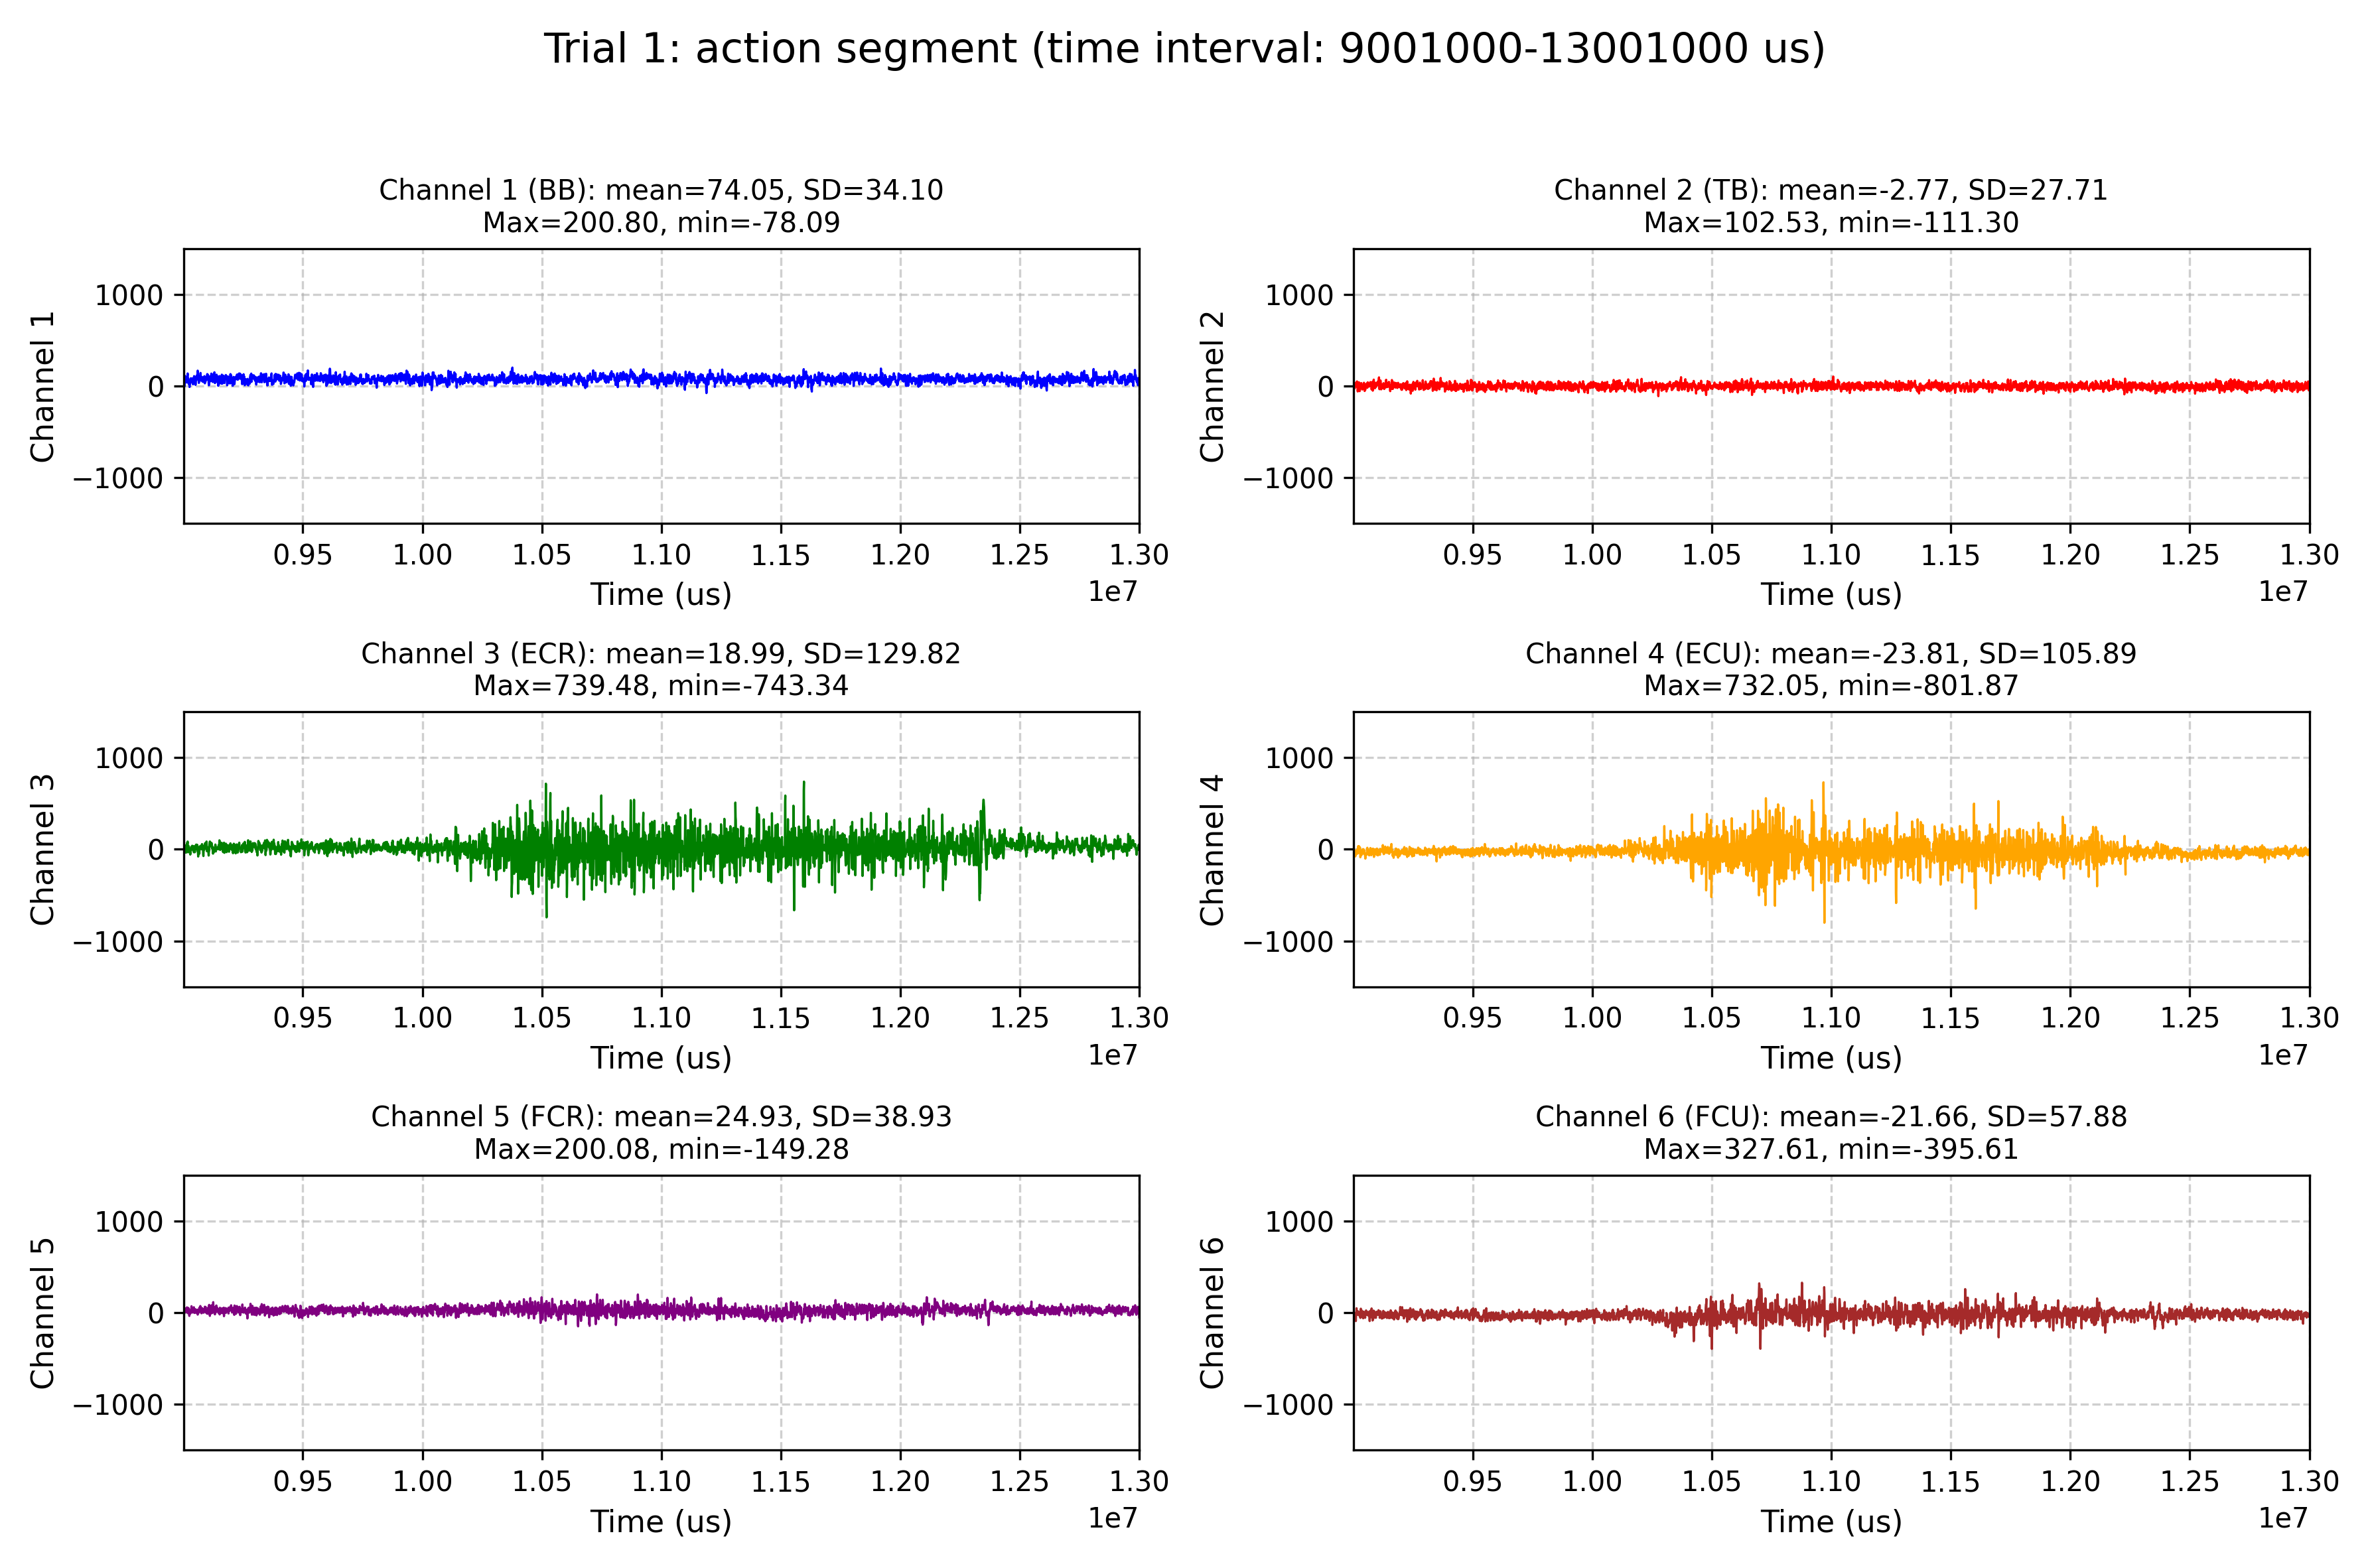 Trial 1: action segment (time interval: 9001000-13001000 us)
Channel 1 (BB): mean=74.05, SD=34.10
Max=200.80, min=-78.09
Channel 1
1000
0
−1000
0.95 1.00 1.05 1.10 1.15 1.20 1.25 1.30
Time (us)
1e7
Channel 2 (TB): mean=-2.77, SD=27.71
Max=102.53, min=-111.30
Channel 2
1000
0
−1000
0.95 1.00 1.05 1.10 1.15 1.20 1.25 1.30
Time (us)
1e7
Channel 3 (ECR): mean=18.99, SD=129.82
Max=739.48, min=-743.34
Channel 3
1000
0
−1000
0.95 1.00 1.05 1.10 1.15 1.20 1.25 1.30
Time (us)
1e7
Channel 4 (ECU): mean=-23.81, SD=105.89
Max=732.05, min=-801.87
Channel 4
1000
0
−1000
0.95 1.00 1.05 1.10 1.15 1.20 1.25 1.30
Time (us)
1e7
Channel 5 (FCR): mean=24.93, SD=38.93
Max=200.08, min=-149.28
Channel 5
1000
0
−1000
0.95 1.00 1.05 1.10 1.15 1.20 1.25 1.30
Time (us)
1e7
Channel 6 (FCU): mean=-21.66, SD=57.88
Max=327.61, min=-395.61
Channel 6
1000
0
−1000
0.95 1.00 1.05 1.10 1.15 1.20 1.25 1.30
Time (us)
1e7